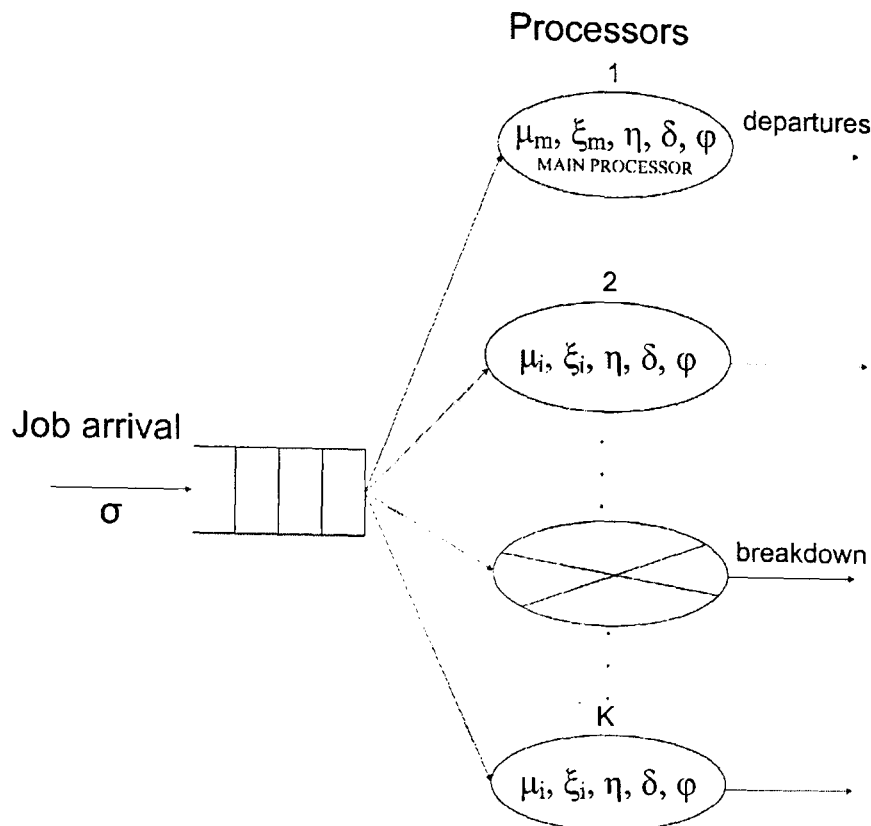 Processors
1
μm, ξm, η, δ, φ
MAIN PROCESSOR
departures
2
μi, ξi, η, δ, φ
Job arrival
σ
breakdown
K
μi, ξi, η, δ, φ